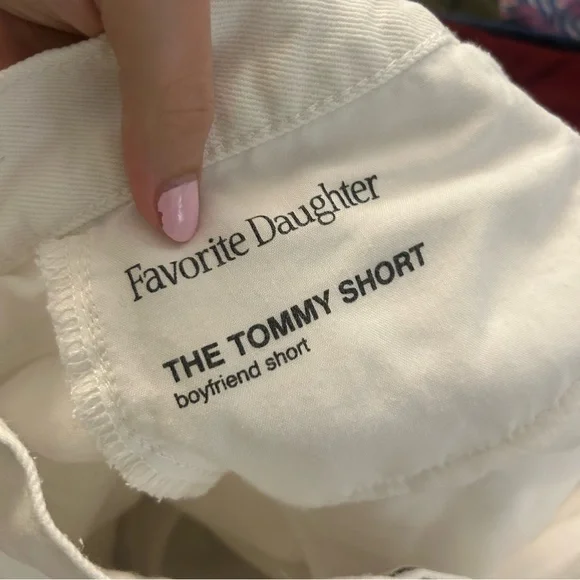 Favorite Daughter
THE TOMMY SHORT
boyfriend short